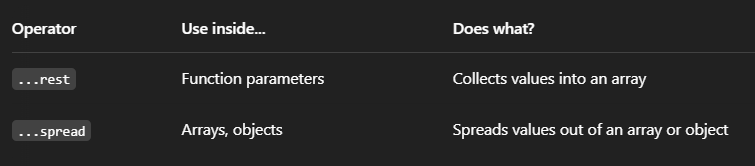 Operator Use inside... Does what?
...rest Function parameters Collects values into an array
...spread Arrays, objects Spreads values out of an array or object